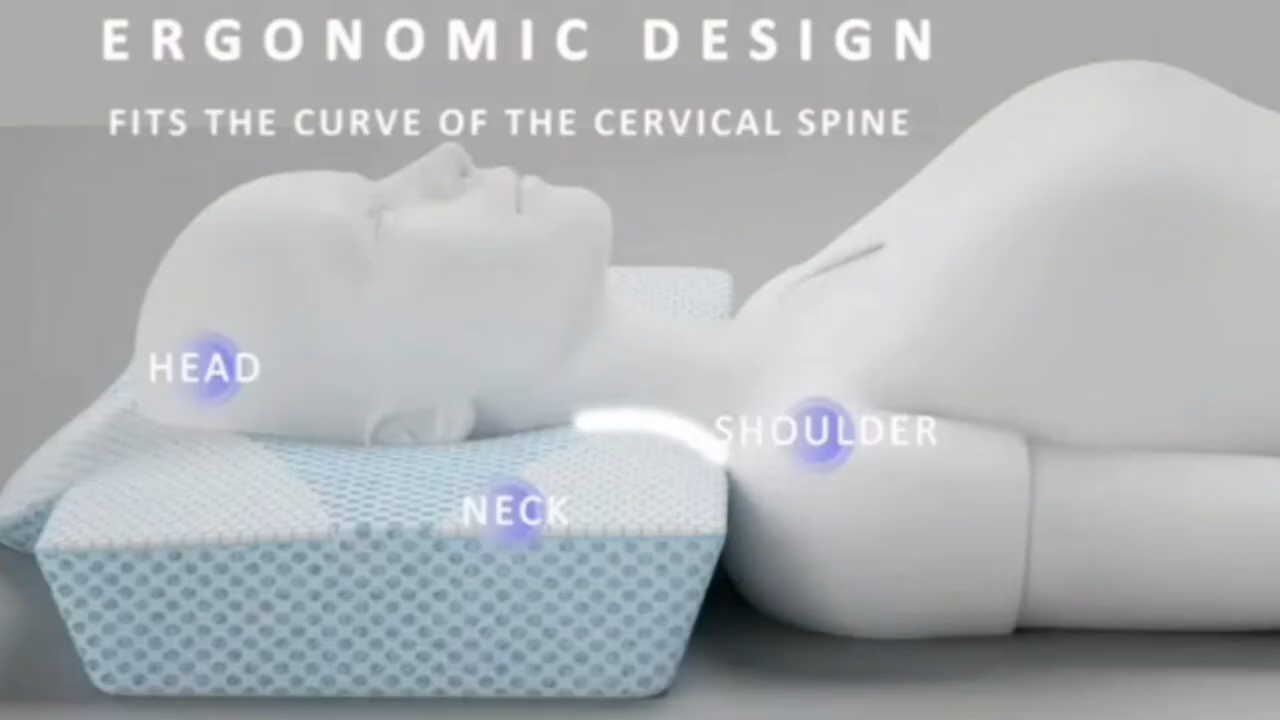 ERGONOMIC DESIGN
FITS THE CURVE OF THE CERVICAL SPINE
HEAD
SHOULDER
NECK